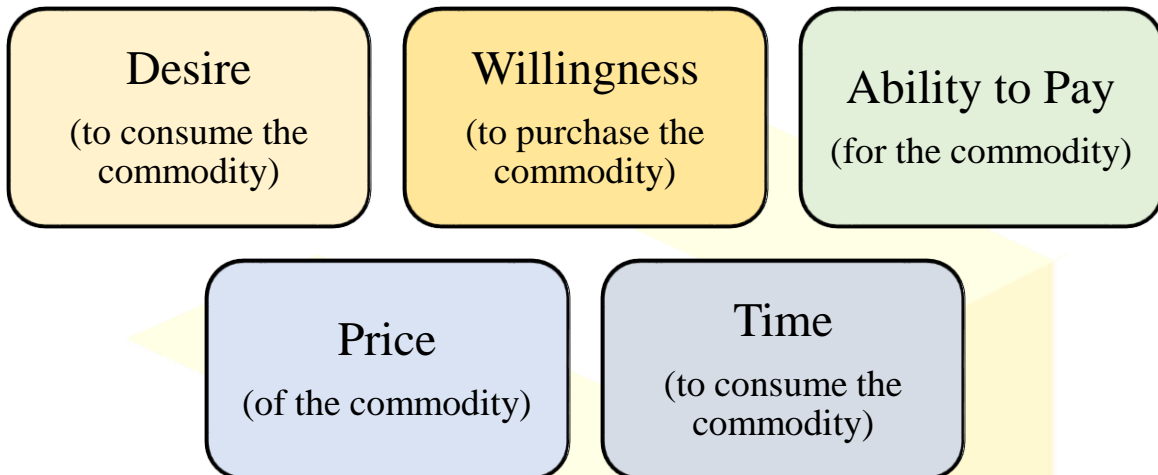 Desire
(to consume the
commodity)
Willingness
(to purchase the
commodity)
Ability to Pay
(for the commodity)
Price
(of the commodity)
Time
(to consume the
commodity)